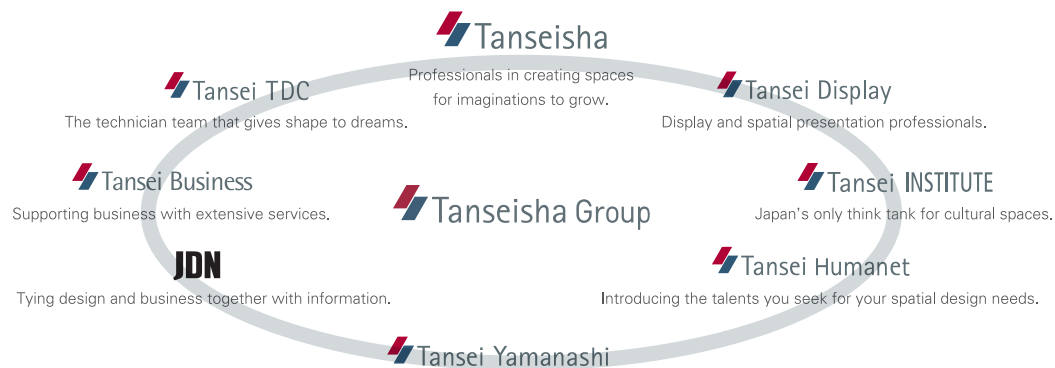 Tanseisha
Professionals in creating spaces
for imaginations to grow.
Tansei TDC
The technician team that gives shape to dreams.
Tansei Display
Display and spatial presentation professionals.
Tansei Business
Supporting business with extensive services.
Tanseisha Group
Tansei INSTITUTE
Japan's only think tank for cultural spaces.
JDN
Tying design and business together with information.
Tansei Humanet
Introducing the talents you seek for your spatial design needs.
Tansei Yamanashi